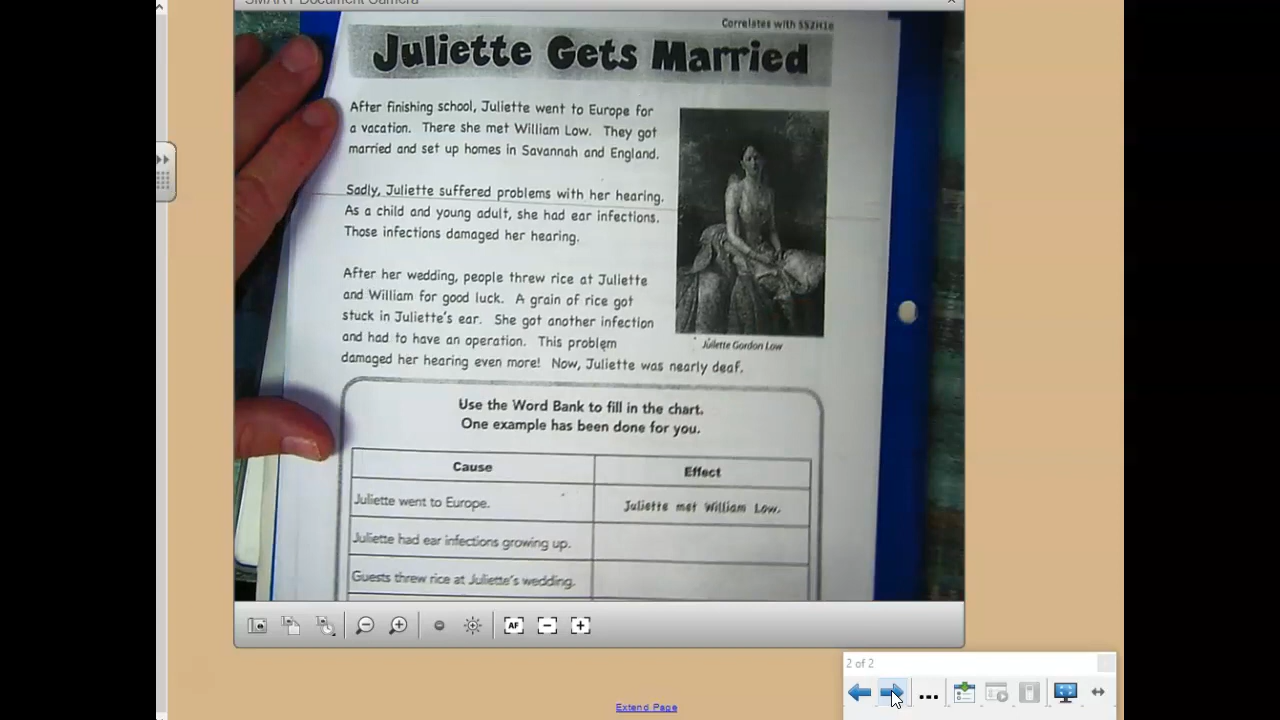 SMART Document Camera
Correlates with SS2H1a
Juliette Gets Married
After finishing school, Juliette went to Europe for
a vacation. There she met William Low. They got
married and set up homes in Savannah and England.
Sadly, Juliette suffered problems with her hearing.
As a child and young adult, she had ear infections.
Those infections damaged her hearing.
After her wedding, people threw rice at Juliette
and William for good luck. A grain of rice got
stuck in Juliette's ear. She got another infection
and had to have an operation. This problem
damaged her hearing even more! Now, Juliette was nearly deaf.
Juliette Gordon Low
Use the Word Bank to fill in the chart.
One example has been done for you.
Cause
Effect
Juliette went to Europe.
Juliette met William Low.
Juliette had ear infections growing up.
Guests threw rice at Juliette's wedding.
AF
2 of 2
Extend Page